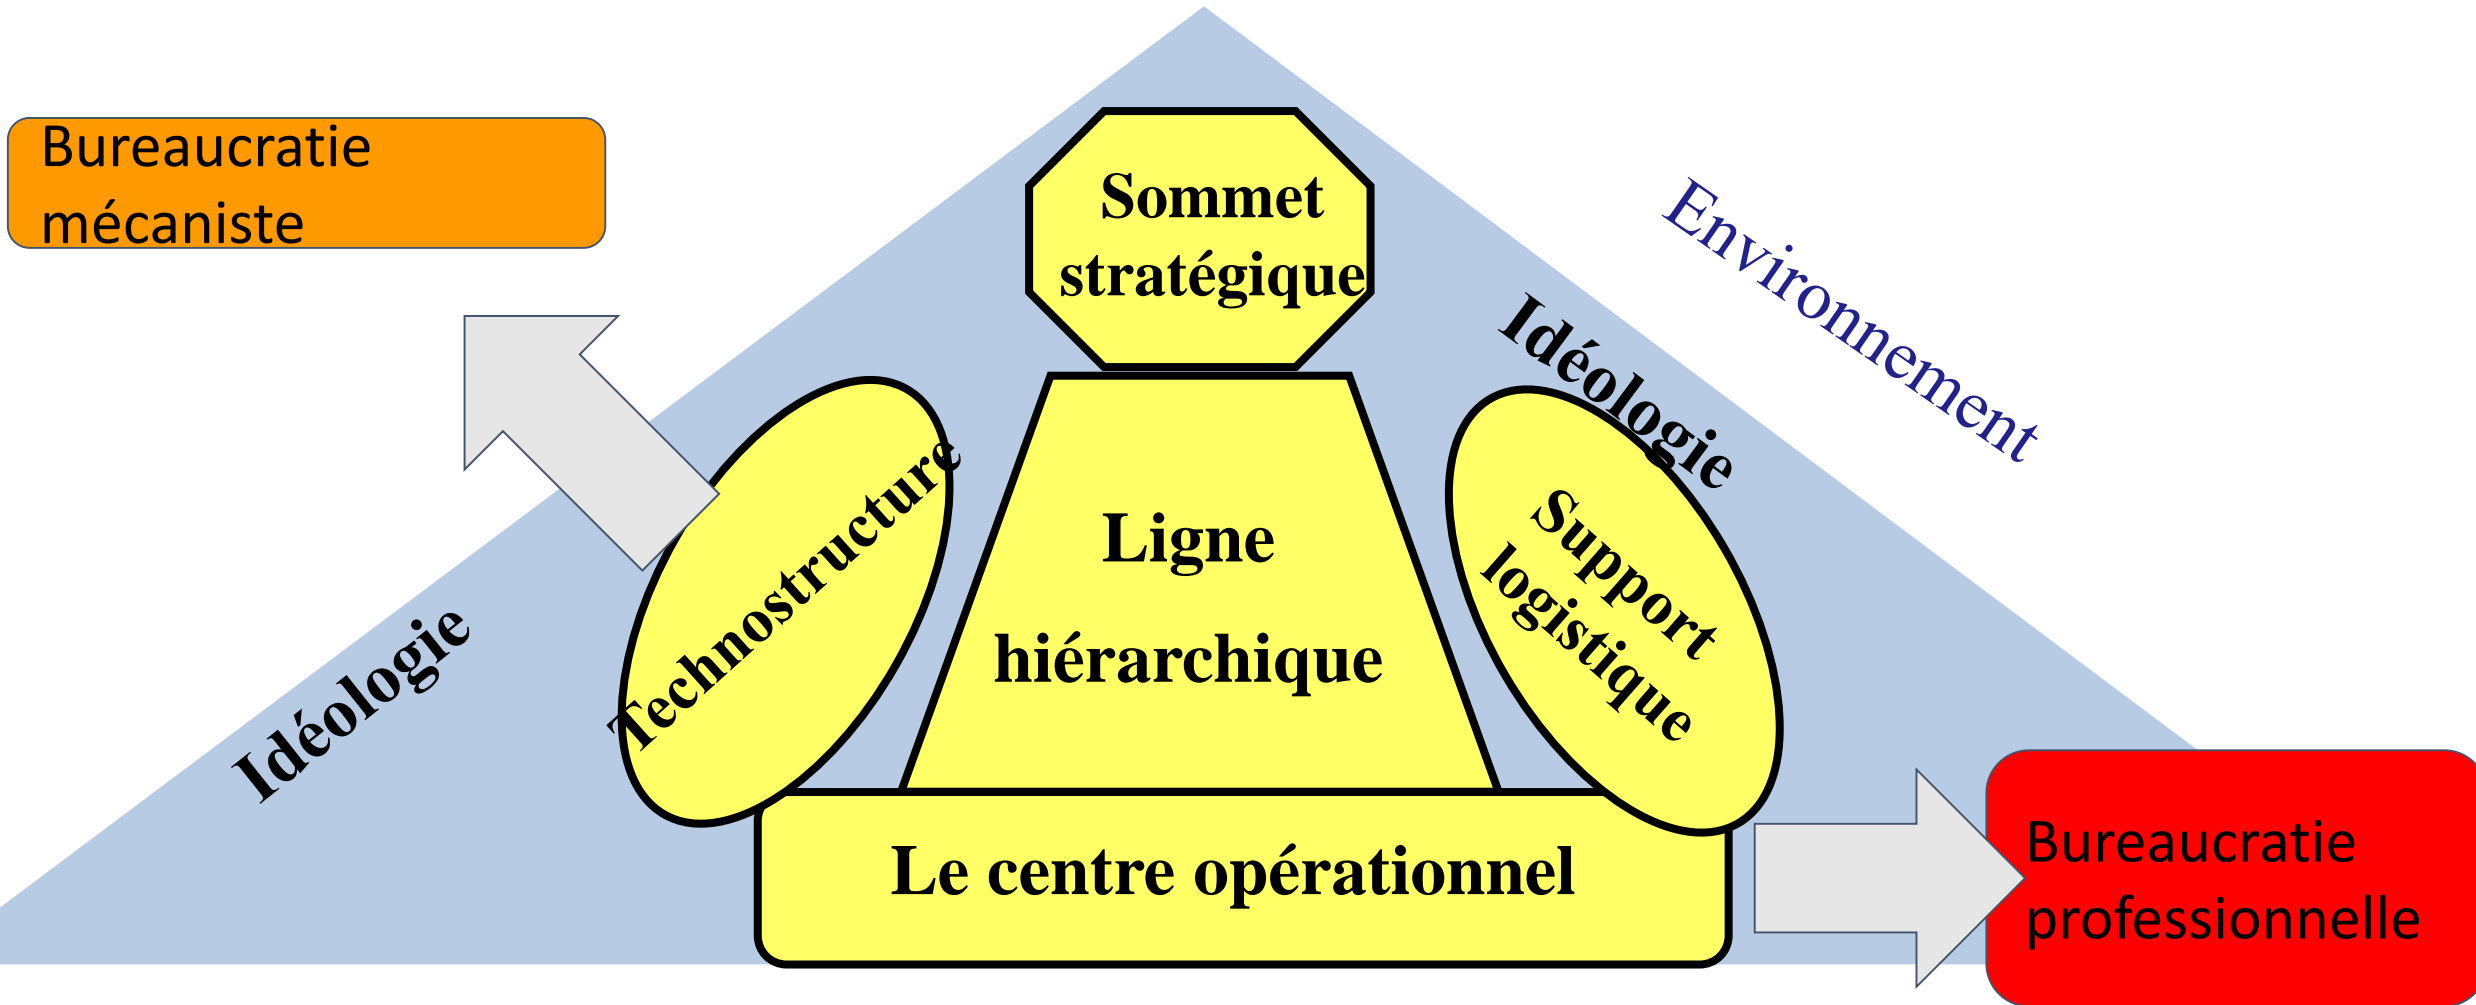 Bureaucratie
mécaniste
Sommet
stratégique
Environnement
Idéologie
Technostructure
Ligne
hiérarchique
Support
logistique
Idéologie
Le centre opérationnel
Bureaucratie
professionnelle